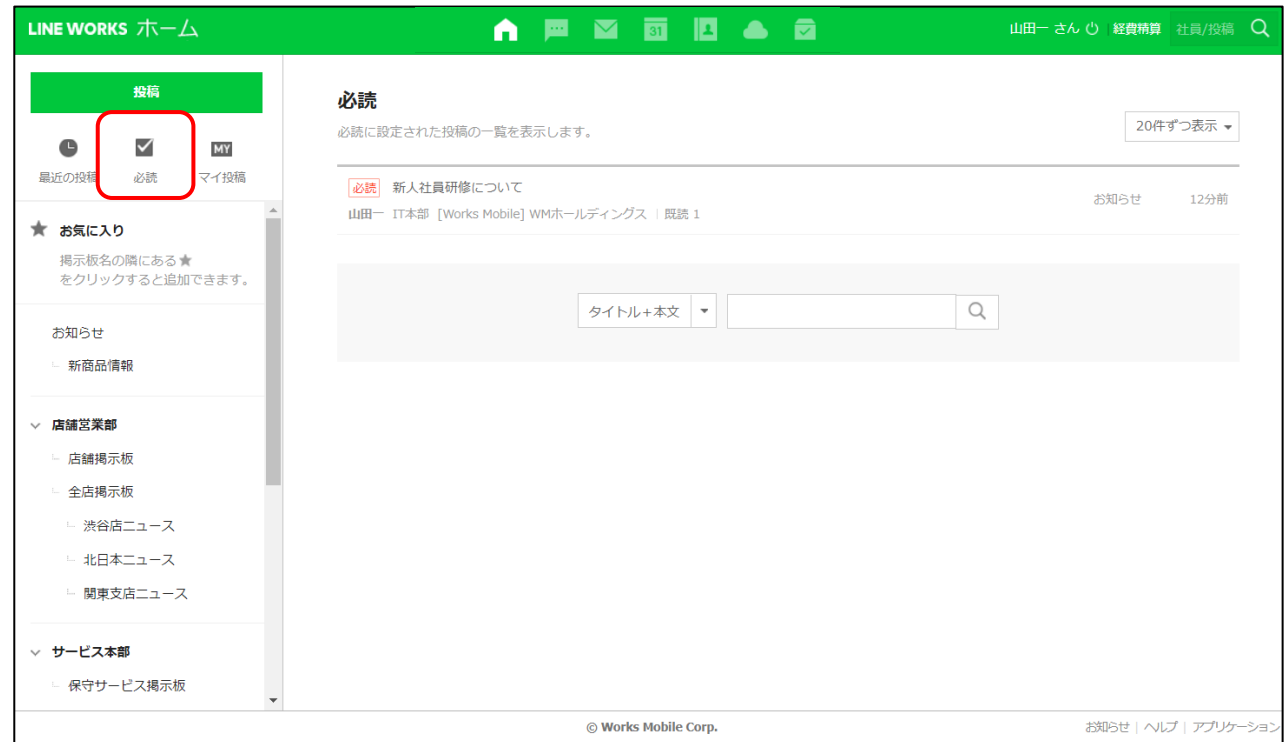 LINE WORKS ホーム
31
山田一 さん 経費精算 社員/投稿
投稿
MY
最近の投稿 必読 マイ投稿
お気に入り
掲示板名の隣にある★
をクリックすると追加できます。
お知らせ
新商品情報
店舗営業部
店舗掲示板
全店掲示板
渋谷店ニュース
北日本ニュース
関東支店ニュース
サービス本部
保守サービス掲示板
必読
必読に設定された投稿の一覧を表示します。
20件ずつ表示
必読 新人社員研修について
山田一 IT本部 [Works Mobile] WMホールディングス | 既読 1
お知らせ 12分前
タイトル+本文
© Works Mobile Corp.
お知らせ | ヘルプ | アプリケーション